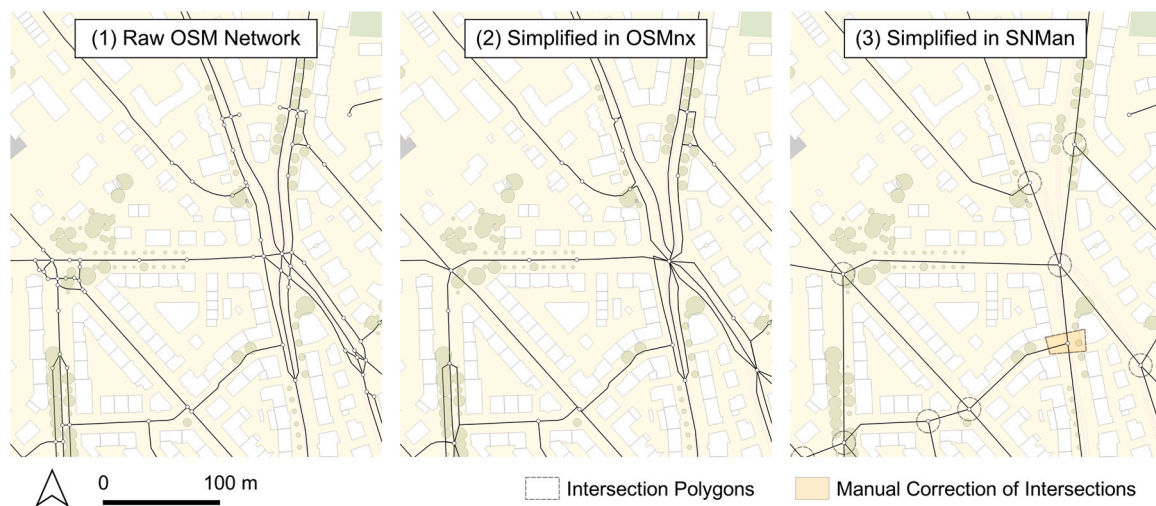 (1) Raw OSM Network
(2) Simplified in OSMnx
(3) Simplified in SNMan
0 100 m
Intersection Polygons
Manual Correction of Intersections